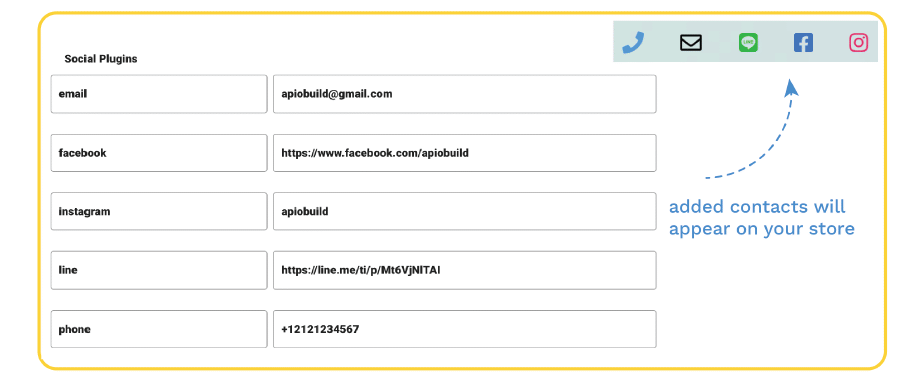 LINE
Social Plugins
email apiobuild@gmail.com
facebook https://www.facebook.com/apiobuild
instagram apiobuild
added contacts will
appear on your store
line https://line.me/ti/p/Mt6VjNlTAI
phone +12121234567